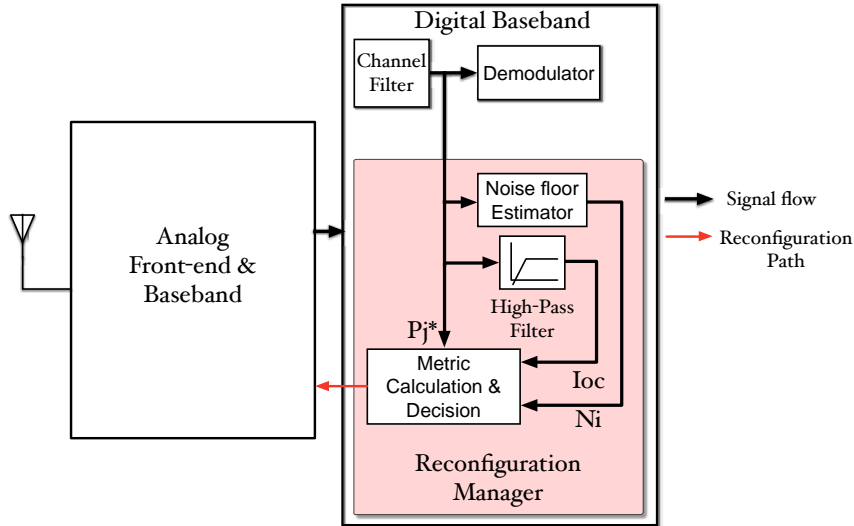 Digital Baseband
Channel
Filter
Demodulator
Noise floor
Estimator
Signal flow
Reconfiguration
Path
Analog
Front-end &
Baseband
High-Pass
Filter
Pj*
Metric
Calculation &
Decision
Ioc
Ni
Reconfiguration
Manager